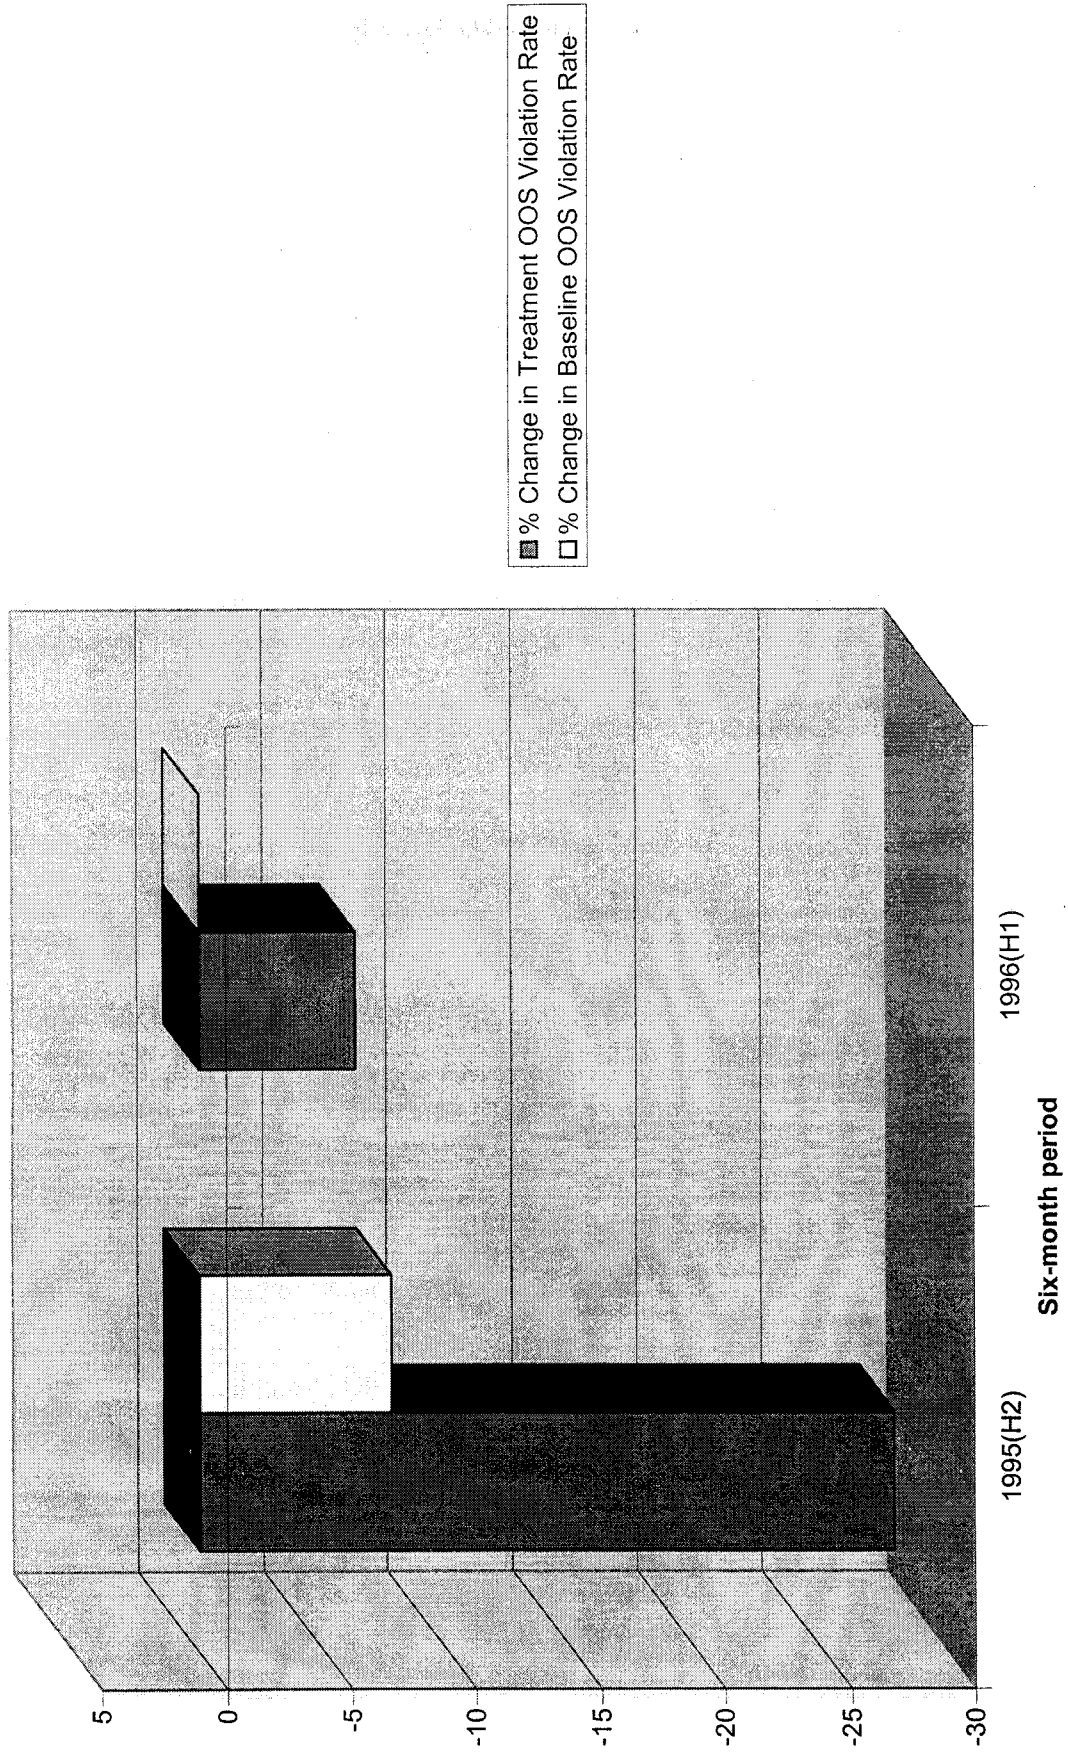 % Change in Treatment OOS Violation Rate
% Change in Baseline OOS Violation Rate
5
0
-5
-10
-15
-20
-25
-30
1995(H2)
1996(H1)
Six-month period